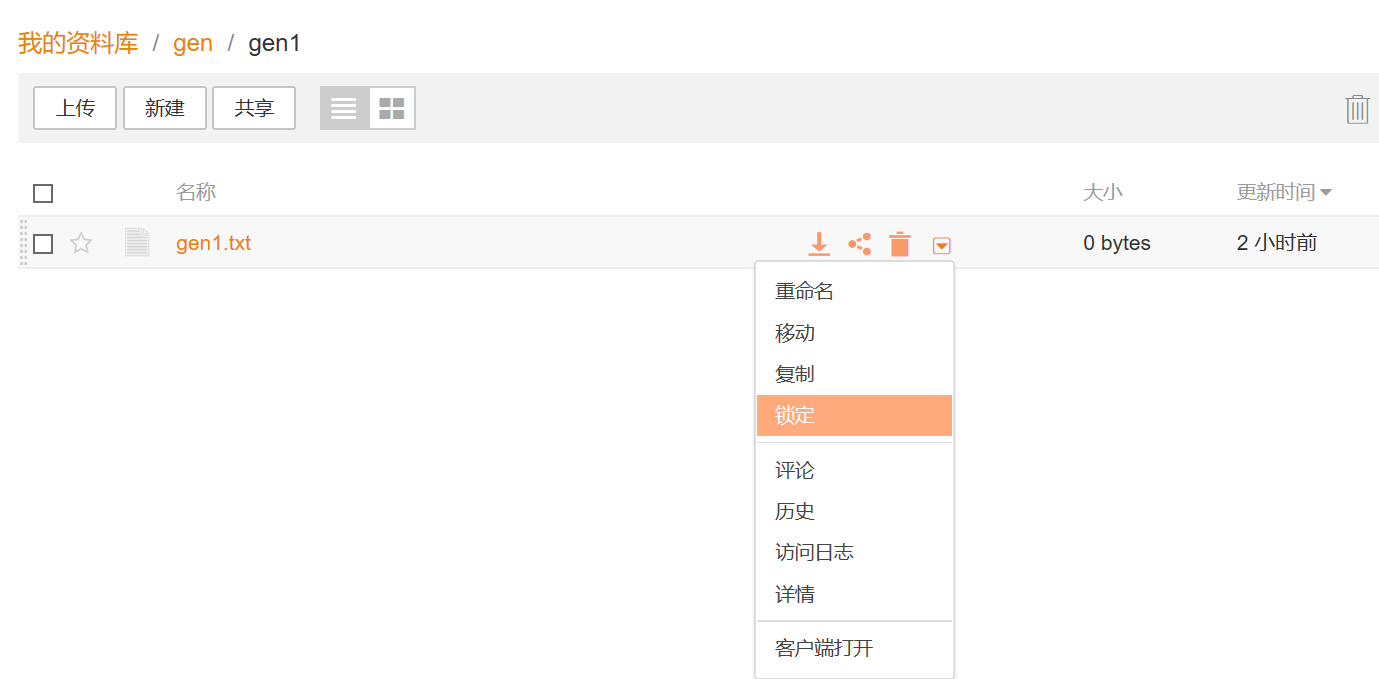 我的资料库 / gen / gen1
上传 新建 共享
名称 大小 更新时间
gen1.txt 0 bytes 2 小时前
重命名
移动
复制
锁定
评论
历史
访问日志
详情
客户端打开